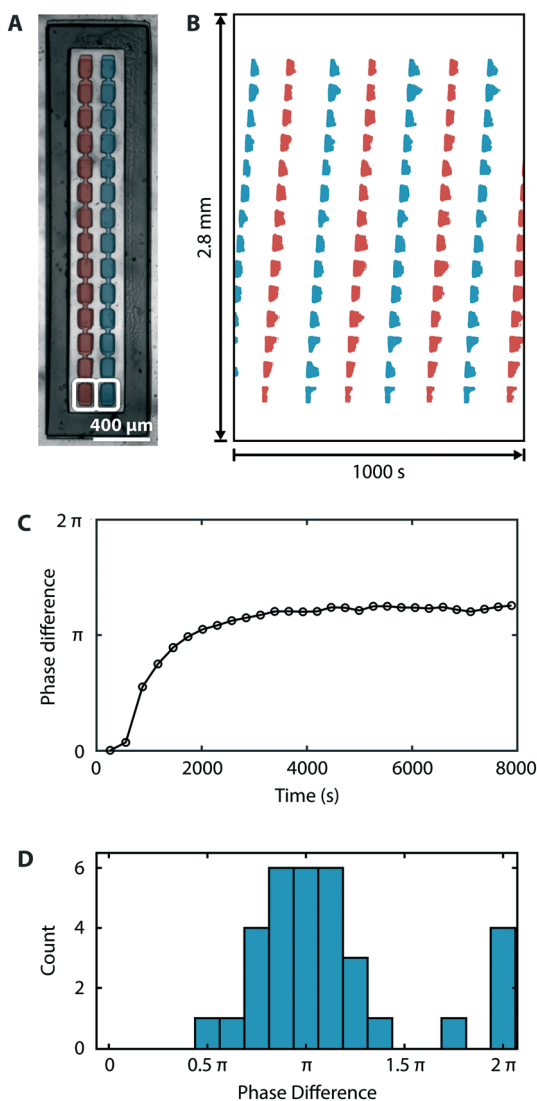 A
400 μm
B
2.8 mm
1000 s
C
2 π
π
0
Phase difference
0 2000 4000 6000 8000
Time (s)
D
6
4
2
0
Count
0 0.5 π π 1.5 π 2 π
Phase Difference